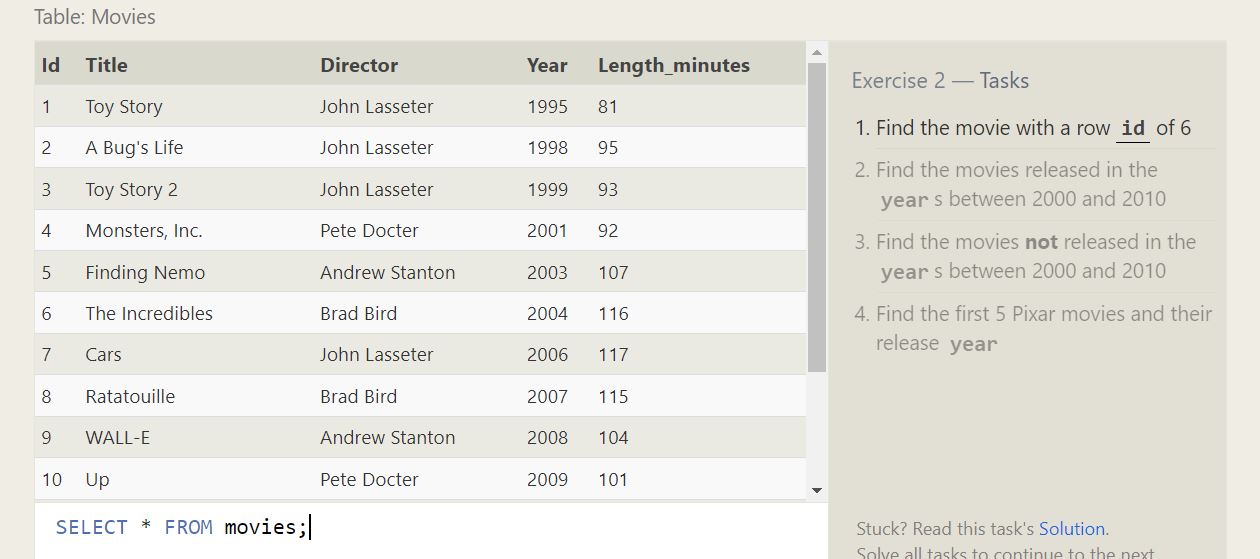 Table: Movies
Id Title Director Year Length_minutes
1 Toy Story John Lasseter 1995 81
2 A Bug's Life John Lasseter 1998 95
3 Toy Story 2 John Lasseter 1999 93
4 Monsters, Inc. Pete Docter 2001 92
5 Finding Nemo Andrew Stanton 2003 107
6 The Incredibles Brad Bird 2004 116
7 Cars John Lasseter 2006 117
8 Ratatouille Brad Bird 2007 115
9 WALL-E Andrew Stanton 2008 104
10 Up Pete Docter 2009 101
SELECT * FROM movies;
Exercise 2 — Tasks
1. Find the movie with a row id of 6
2. Find the movies released in the
year s between 2000 and 2010
3. Find the movies not released in the
year s between 2000 and 2010
4. Find the first 5 Pixar movies and their
release year
Stuck? Read this task's Solution.
Solve all tasks to continue to the next